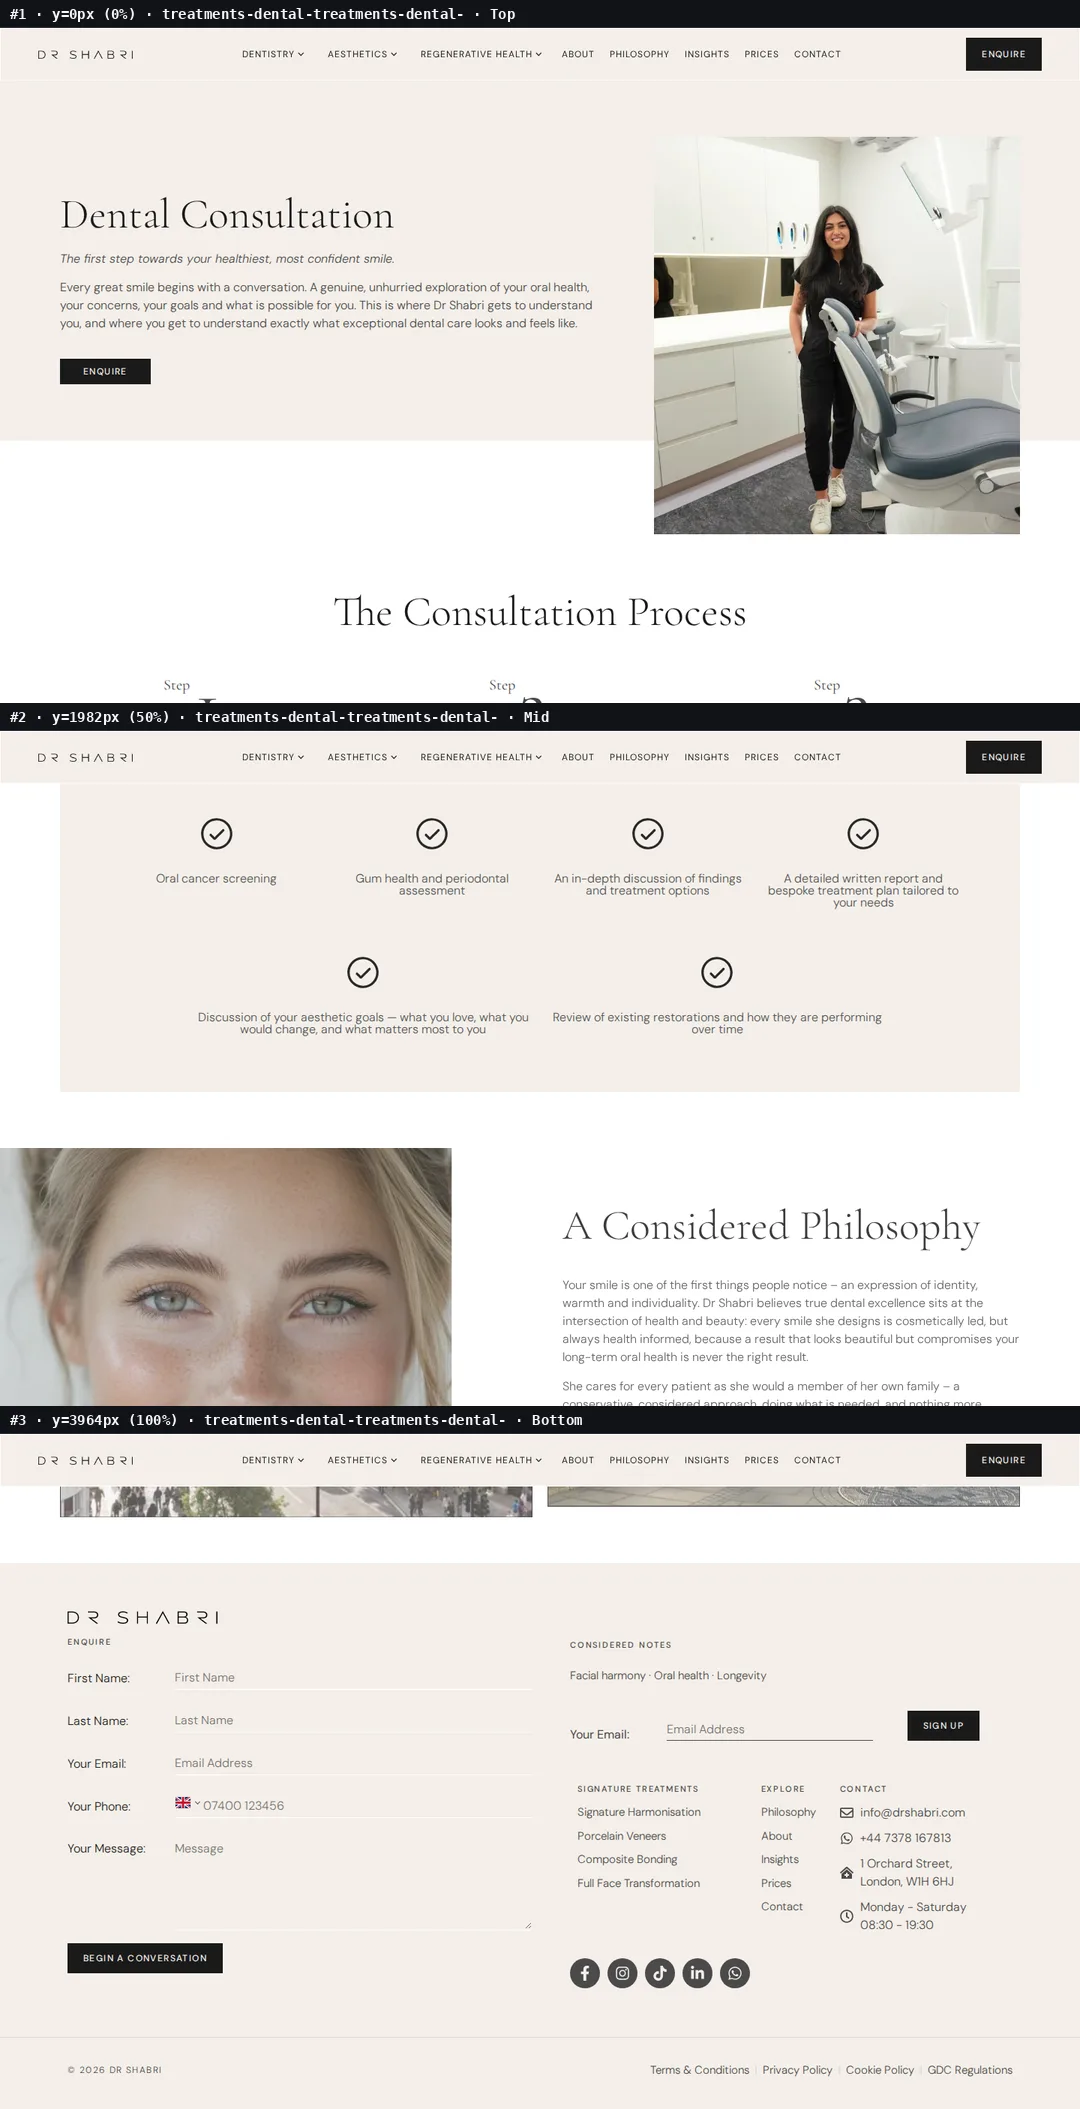 #1 · y=0px (0%) · treatments-dental-treatments-dental- · Top
DR SHABRI
DENTISTRY
AESTHETICS
REGENERATIVE HEALTH
ABOUT
PHILOSOPHY
INSIGHTS
PRICES
CONTACT
ENQUIRE
Dental Consultation
The first step towards your healthiest, most confident smile.
Every great smile begins with a conversation. A genuine, unhurried exploration of your oral health,
your concerns, your goals and what is possible for you. This is where Dr Shabri gets to understand
you, and where you get to understand exactly what exceptional dental care looks and feels like.
ENQUIRE
The Consultation Process
Step
Step
Step
#2 · y=1982px (50%) · treatments-dental-treatments-dental- · Mid
DR SHABRI
DENTISTRY
AESTHETICS
REGENERATIVE HEALTH
ABOUT
PHILOSOPHY
INSIGHTS
PRICES
CONTACT
ENQUIRE
Oral cancer screening
Gum health and periodontal
assessment
An in-depth discussion of findings
and treatment options
A detailed written report and
bespoke treatment plan tailored to
your needs
Discussion of your aesthetic goals — what you love, what you
would change, and what matters most to you
Review of existing restorations and how they are performing
over time
A Considered Philosophy
Your smile is one of the first things people notice – an expression of identity,
warmth and individuality. Dr Shabri believes true dental excellence sits at the
intersection of health and beauty: every smile she designs is cosmetically led, but
always health informed, because a result that looks beautiful but compromises your
long-term oral health is never the right result.
She cares for every patient as she would a member of her own family – a
conservative, considered approach, doing what is needed, and nothing more.
#3 · y=3964px (100%) · treatments-dental-treatments-dental- · Bottom
DR SHABRI
DENTISTRY
AESTHETICS
REGENERATIVE HEALTH
ABOUT
PHILOSOPHY
INSIGHTS
PRICES
CONTACT
ENQUIRE
DR SHABRI
ENQUIRE
First Name:
First Name
Last Name:
Last Name
Your Email:
Email Address
Your Phone:
07400 123456
Your Message:
Message
BEGIN A CONVERSATION
CONSIDERED NOTES
Facial harmony · Oral health · Longevity
Your Email:
Email Address
SIGN UP
SIGNATURE TREATMENTS
Signature Harmonisation
Porcelain Veneers
Composite Bonding
Full Face Transformation
EXPLORE
Philosophy
About
Insights
Prices
Contact
CONTACT
info@drshabri.com
+44 7378 167813
1 Orchard Street,
London, W1H 6HJ
Monday - Saturday
08:30 - 19:30
© 2026 DR SHABRI
Terms & Conditions | Privacy Policy | Cookie Policy | GDC Regulations